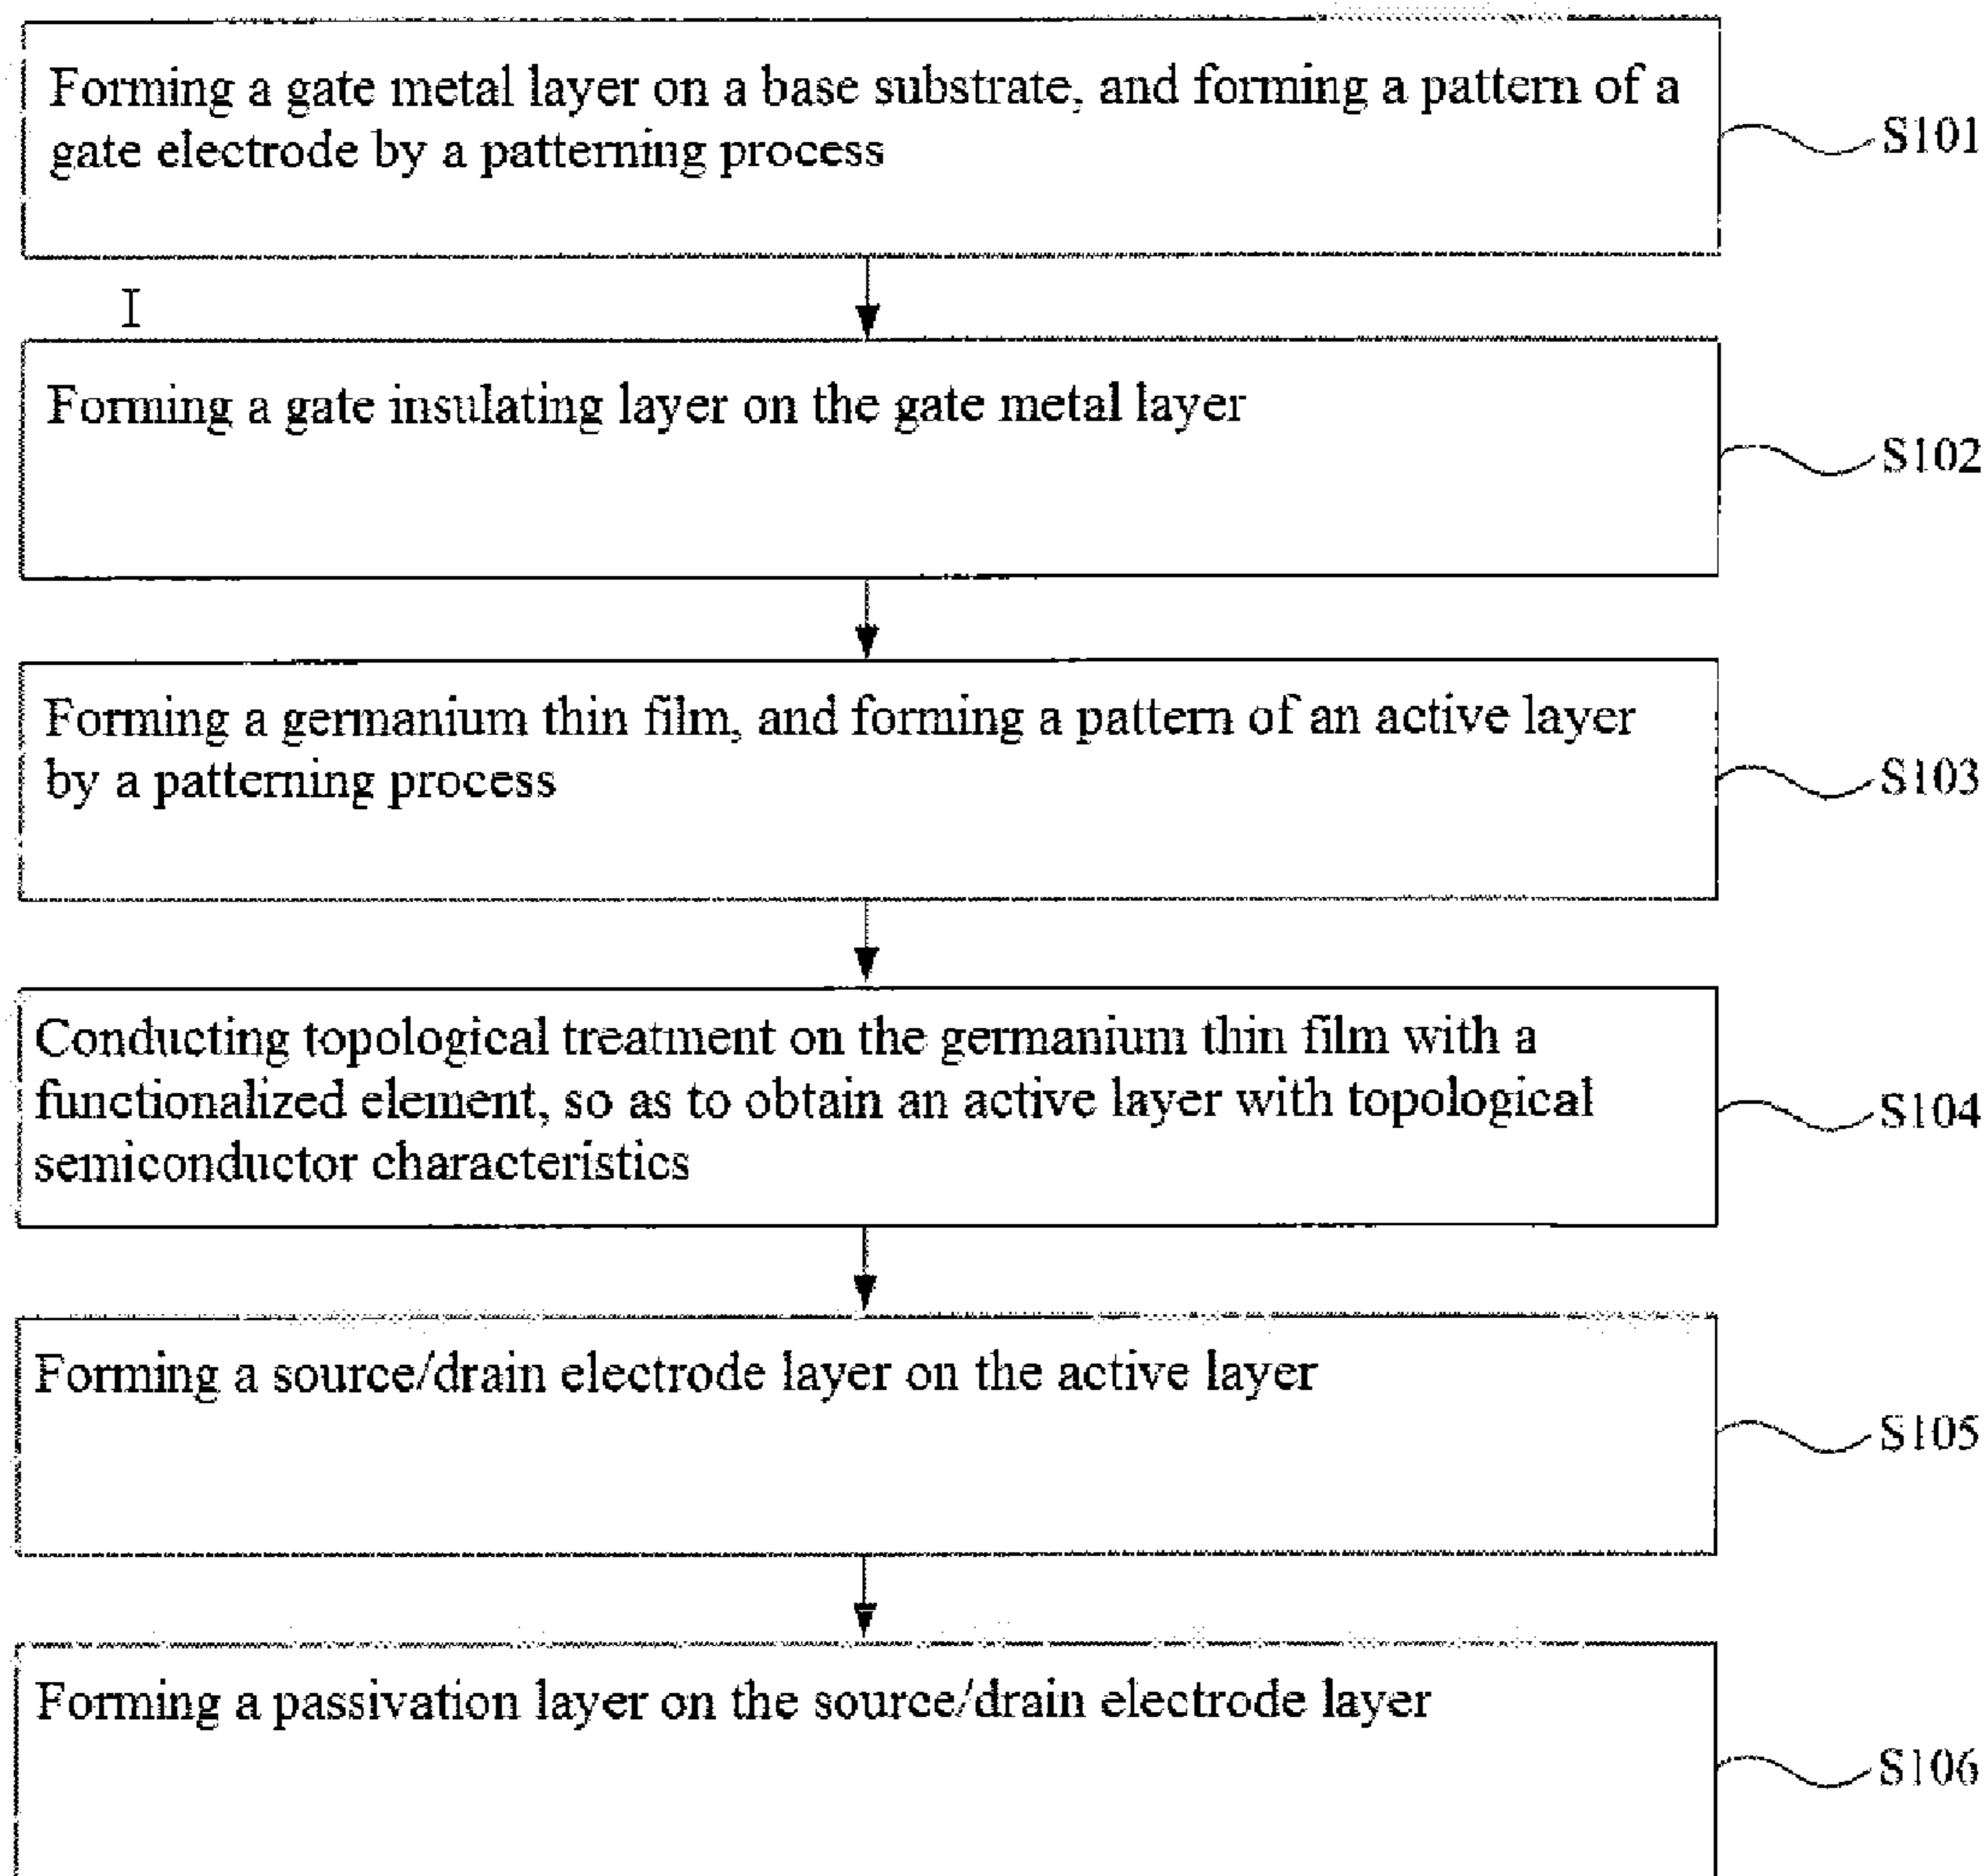 Forming a gate metal layer on a base substrate, and forming a pattern of a
gate electrode by a patterning process
S101
I
Forming a gate insulating layer on the gate metal layer
S102
Forming a germanium thin film, and forming a pattern of an active layer
by a patterning process
S103
Conducting topological treatment on the germanium thin film with a
functionalized element, so as to obtain an active layer with topological
semiconductor characteristics
S104
Forming a source/drain electrode layer on the active layer
S105
Forming a passivation layer on the source/drain electrode layer
S106